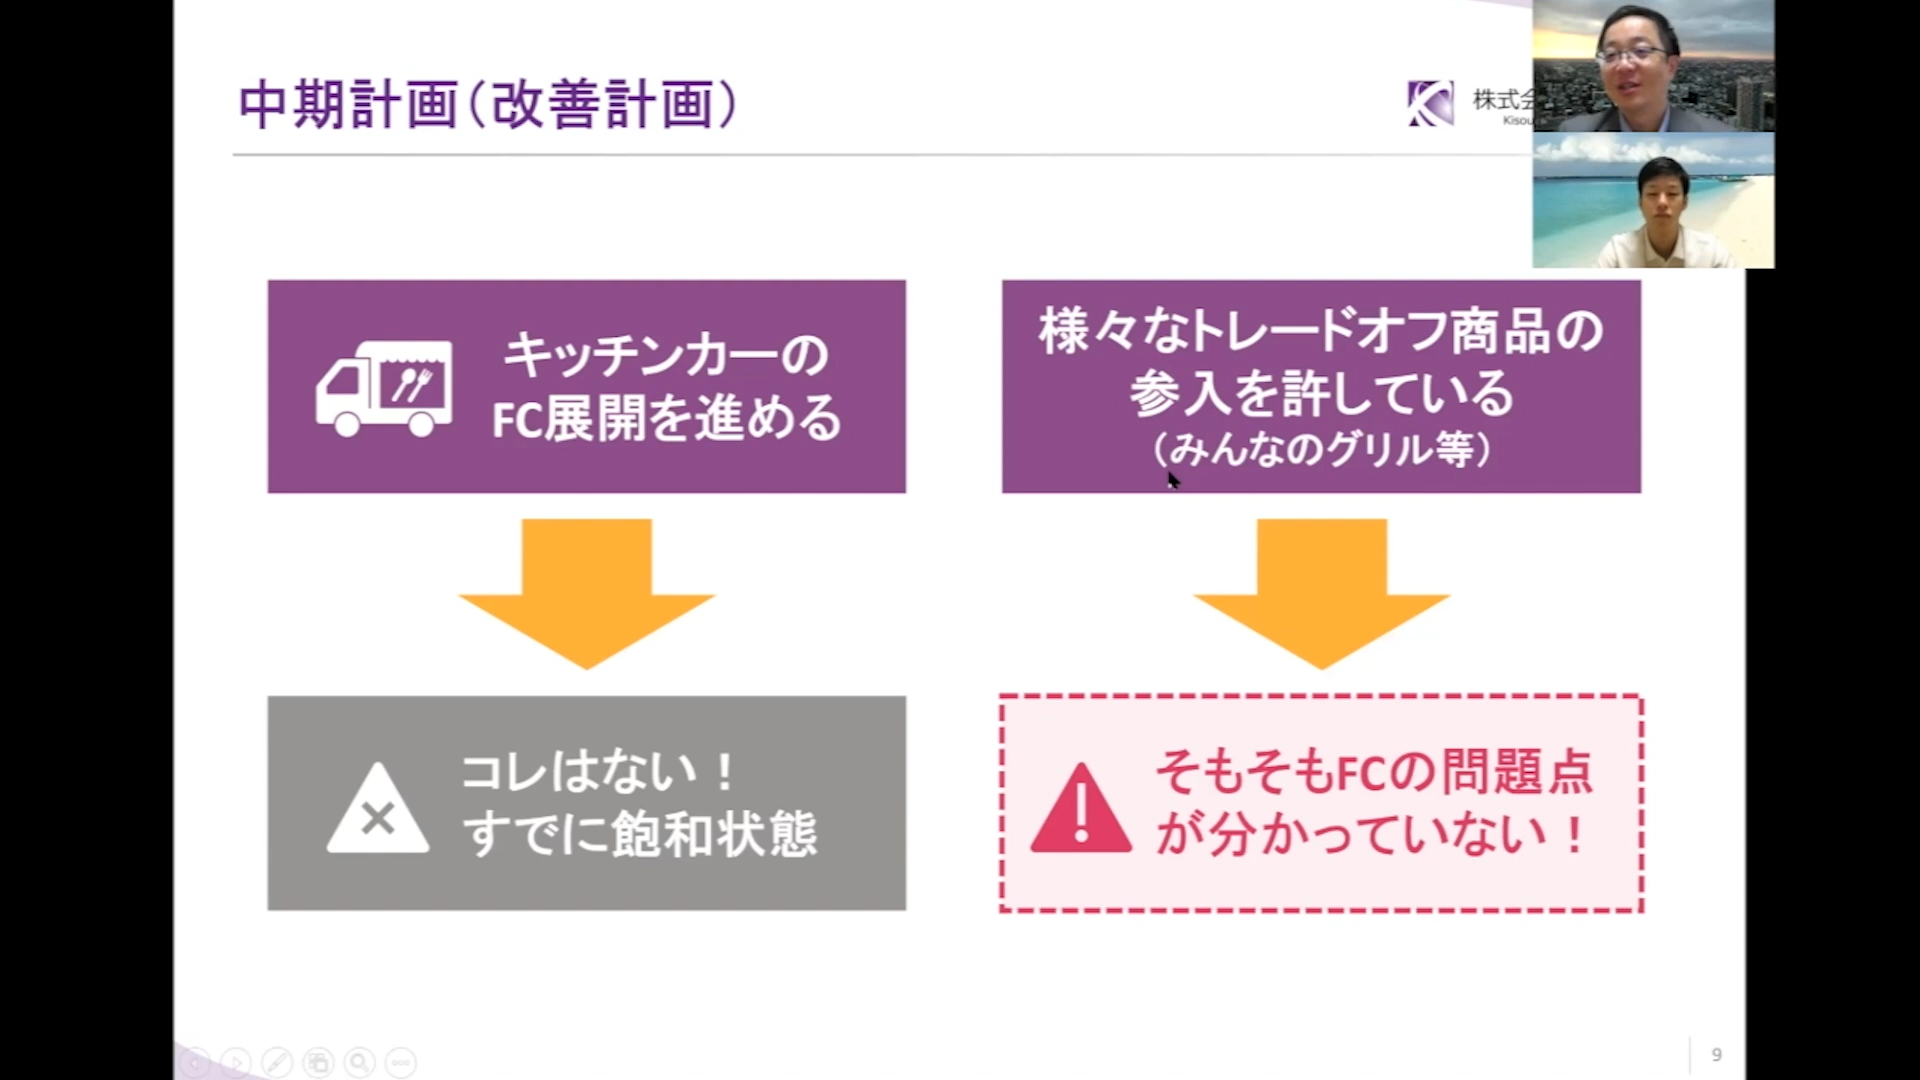 中期計画（改善計画）
株式会
Kisou
キッチンカーの
FC展開を進める
様々なトレードオフ商品の
参入を許している
（みんなのグリル等）
コレはない！
すでに飽和状態
そもそもFCの問題点
が分かっていない！
9